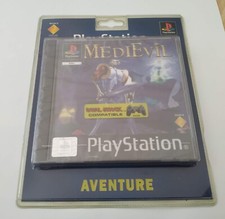 PlayStation
MEDIEVIL
DUAL SHOCK
COMPATIBLE
PlayStation
AVENTURE